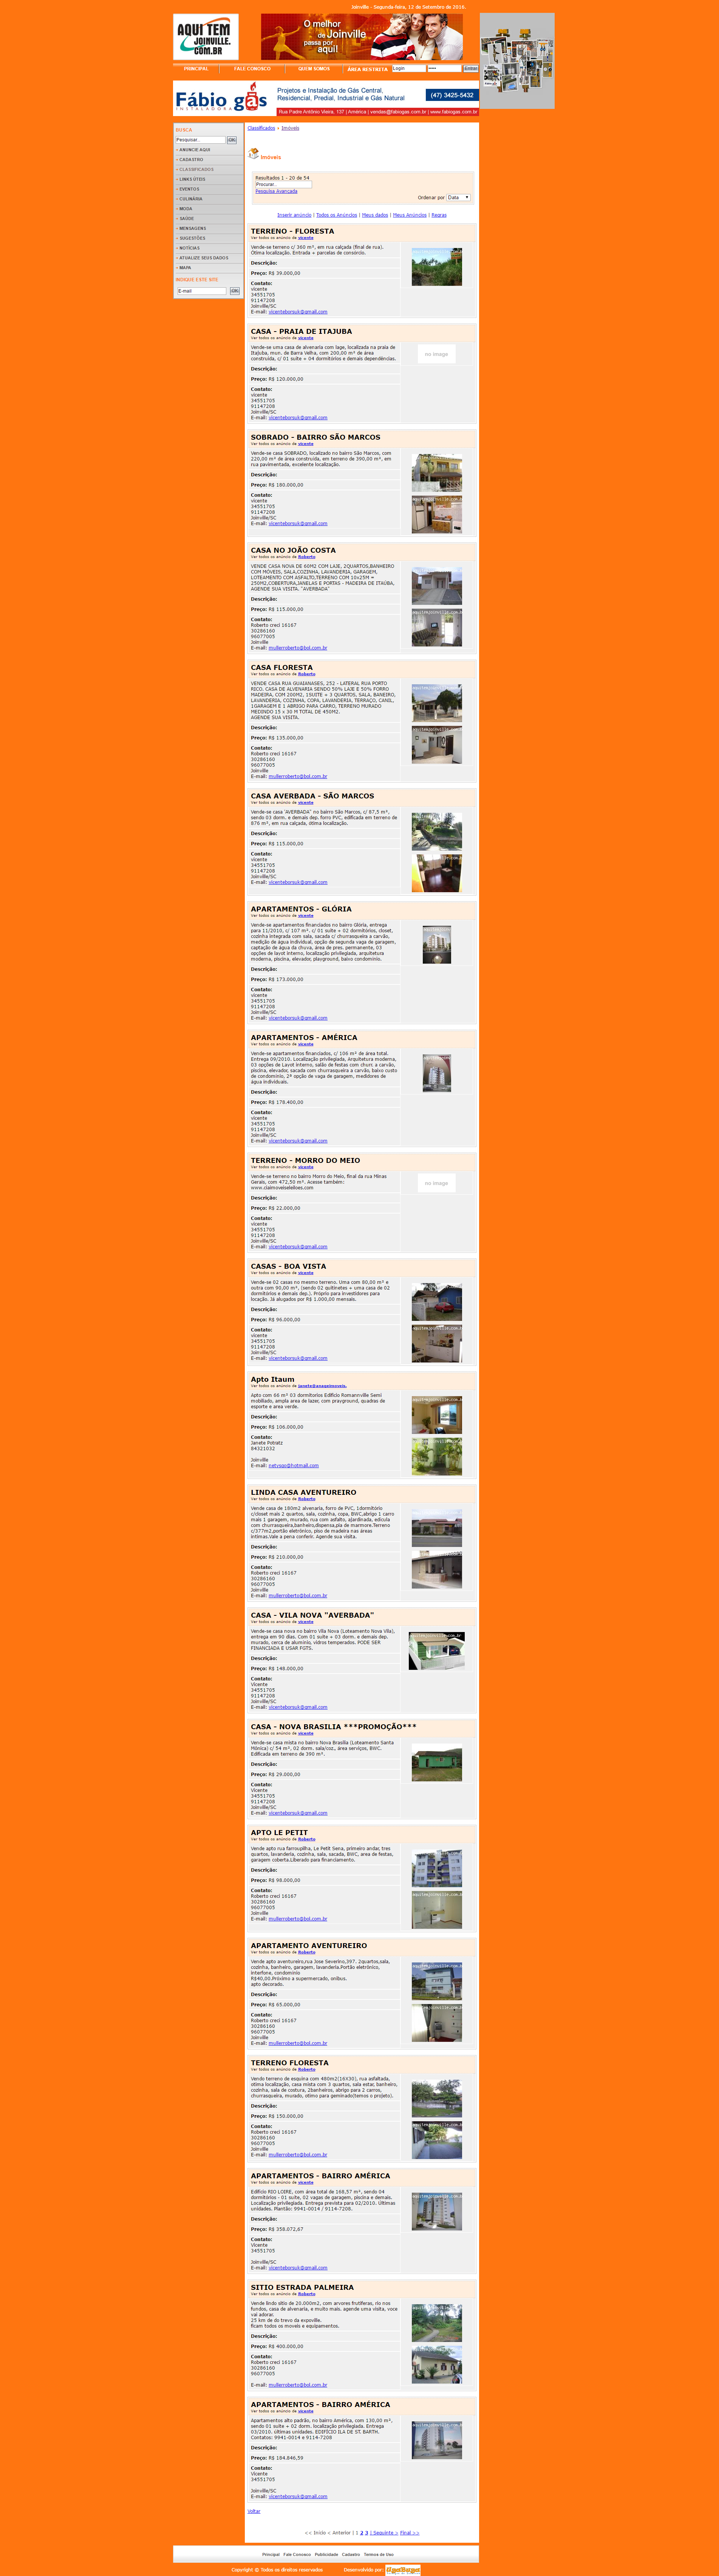 Joinville - Segunda-feira, 12 de Setembro de 2016.
AQUI TEM
JOINVILLE.
COM.BR
O melhor
de Joinville
passa por
aqui!
PRINCIPAL
FALE CONOSCO
QUEM SOMOS
ÁREA RESTRITA
Login
Entrar
Fábio gás
INSTALADORA
Projetos e Instalação de Gás Central,
Residencial, Predial, Industrial e Gás Natural
(47) 3425-5432
Rua Padre Antônio Vieira, 137 | América | vendas@fabiogas.com.br | www.fabiogas.com.br
BUSCA
Pesquisar...
OK
ANUNCIE AQUI
CADASTRO
CLASSIFICADOS
LINKS ÚTEIS
EVENTOS
CULINÁRIA
MODA
SAÚDE
MENSAGENS
SUGESTÕES
NOTÍCIAS
ATUALIZE SEUS DADOS
MAPA
INDIQUE ESTE SITE
E-mail
OK
Classificados › Imóveis
Imóveis
Resultados 1 - 20 de 54
Procurar...
Pesquisa Avançada
Ordenar por Data
Inserir anúncio | Todos os Anúncios | Meus dados | Meus Anúncios | Regras
TERRENO - FLORESTA
Ver todos os anúncio de vicente
Vende-se terreno c/ 360 m², em rua calçada (final de rua).
Ótima localização. Entrada + parcelas de consórcio.
Descrição:
Preço: R$ 39.000,00
Contato:
vicente
34551705
91147208
Joinville/SC
E-mail: vicenteborsuk@gmail.com
CASA - PRAIA DE ITAJUBA
Ver todos os anúncio de vicente
Vende-se uma casa de alvenaria com lage, localizada na praia de
Itajuba, mun. de Barra Velha, com 200,00 m² de área
construída, c/ 01 suíte + 04 dormitórios e demais dependências.
no image
Descrição:
Preço: R$ 120.000,00
Contato:
vicente
34551705
91147208
Joinville/SC
E-mail: vicenteborsuk@gmail.com
SOBRADO - BAIRRO SÃO MARCOS
Ver todos os anúncio de vicente
Vende-se casa SOBRADO, localizado no bairro São Marcos, com
220,00 m² de área construída, em terreno de 390,00 m², em
rua pavimentada, excelente localização.
Descrição:
Preço: R$ 180.000,00
Contato:
vicente
34551705
91147208
Joinville/SC
E-mail: vicenteborsuk@gmail.com
CASA NO JOÃO COSTA
Ver todos os anúncio de Roberto
VENDE CASA NOVA DE 60M2 COM LAJE, 2QUARTOS,BANHEIRO
COM MÓVEIS, SALA,COZINHA, LAVANDERIA, GARAGEM,
LOTEAMENTO COM ASFALTO,TERRENO COM 10x25M =
250M2,COBERTURA,JANELAS E PORTAS - MADEIRA DE ITAÚBA,
AGENDE SUA VISITA. "AVERBADA"
Descrição:
Preço: R$ 115.000,00
Contato:
Roberto creci 16167
30286160
96077005
Joinville
E-mail: mullerroberto@bol.com.br
CASA FLORESTA
Ver todos os anúncio de Roberto
VENDE CASA RUA GUAIANASES, 252 - LATERAL RUA PORTO
RICO. CASA DE ALVENARIA SENDO 50% LAJE E 50% FORRO
MADEIRA, COM 200M2, 1SUITE + 3 QUARTOS, SALA, BANEIRO,
LAVANDERIA, COZINHA, COPA, LAVANDERIA, TERRAÇO, CANIL,
1GARAGEM E 1 ABRIGO PARA CARRO, TERRENO MURADO
MEDINDO 15 x 30 M TOTAL DE 450M2.
AGENDE SUA VISITA.
Descrição:
Preço: R$ 135.000,00
Contato:
Roberto creci 16167
30286160
96077005
Joinville
E-mail: mullerroberto@bol.com.br
CASA AVERBADA - SÃO MARCOS
Ver todos os anúncio de vicente
Vende-se casa 'AVERBADA" no bairro São Marcos, c/ 87,5 m²,
sendo 03 dorm. e demais dep. forro PVC, edificada em terreno de
876 m², em rua calçada, ótima localização.
Descrição:
Preço: R$ 115.000,00
Contato:
vicente
34551705
91147208
Joinville/SC
E-mail: vicenteborsuk@gmail.com
APARTAMENTOS - GLÓRIA
Ver todos os anúncio de vicente
Vende-se apartamentos financiados no bairro Glória, entrega
para 11/2010, c/ 107 m², c/ 01 suíte + 02 dormitórios, closet,
cozinha integrada com sala, sacada c/ churrasqueira a carvão,
medição de água individual, opção de segunda vaga de garagem,
captação de água da chuva, área de pres. permanente, 03
opções de layot interno, localização privilegiada, arquitetura
moderna, piscina, elevador, playground, baixo condomínio.
Descrição:
Preço: R$ 173.000,00
Contato:
vicente
34551705
91147208
Joinville/SC
E-mail: vicenteborsuk@gmail.com
APARTAMENTOS - AMÉRICA
Ver todos os anúncio de vicente
Vende-se apartamentos financiados, c/ 106 m² de área total.
Entrega 09/2010. Localização privilegiada, Arquitetura moderna,
03 opções de Layot interno, salão de festas com churr. a carvão,
piscina, elevador, sacada com churrasqueira a carvão, baixo custo
de condomínio, 2ª opção de vaga de garagem, medidores de
água individuais.
Descrição:
Preço: R$ 178.400,00
Contato:
vicente
34551705
91147208
Joinville/SC
E-mail: vicenteborsuk@gmail.com
TERRENO - MORRO DO MEIO
Ver todos os anúncio de vicente
Vende-se terreno no bairro Morro do Meio, final da rua Minas
Gerais, com 472,50 m². Acesse também:
www.claimoveiseleiloes.com
no image
Descrição:
Preço: R$ 22.000,00
Contato:
vicente
34551705
91147208
Joinville/SC
E-mail: vicenteborsuk@gmail.com
CASAS - BOA VISTA
Ver todos os anúncio de vicente
Vende-se 02 casas no mesmo terreno. Uma com 80,00 m² e
outra com 90,00 m², (sendo 02 quitinetes + uma casa de 02
dormitórios e demais dep.). Próprio para investidores para
locação. Já alugados por R$ 1.000,00 mensais.
Descrição:
Preço: R$ 96.000,00
Contato:
vicente
34551705
91147208
Joinville/SC
E-mail: vicenteborsuk@gmail.com
Apto Itaum
Ver todos os anúncio de janete@anageimoveis.
Apto com 66 m² 03 dormitorios Edificio Romannville Semi
mobiliado, ampla area de lazer, com prayground, quadras de
esporte e area verde.
Descrição:
Preço: R$ 106.000,00
Contato:
Janete Potratz
84321032
Joinville
E-mail: netyegp@hotmail.com
LINDA CASA AVENTUREIRO
Ver todos os anúncio de Roberto
Vende casa de 180m2 alvenaria, forro de PVC, 1dormitório
c/closet mais 2 quartos, sala, cozinha, copa, BWC,abrigo 1 carro
mais 1 garagem, murado, rua com asfalto, ajardinada, edícula
com churrasqueira,banheiro,dispensa,pia de marmore.Terreno
c/377m2,portão eletrônico, piso de madeira nas áreas
íntimas.Vale a pena conferir. Agende sua visita.
Descrição:
Preço: R$ 210.000,00
Contato:
Roberto creci 16167
30286160
96077005
Joinville
E-mail: mullerroberto@bol.com.br
CASA - VILA NOVA "AVERBADA"
Ver todos os anúncio de vicente
Vende-se casa nova no bairro Vila Nova (Loteamento Nova Vila),
entrega em 90 dias. Com 01 suíte + 03 dorm. e demais dep.
murado, cerca de alumínio, vidros temperados. PODE SER
FINANCIADA E USAR FGTS.
Descrição:
Preço: R$ 148.000,00
Contato:
Vicente
34551705
91147208
Joinville/SC
E-mail: vicenteborsuk@gmail.com
CASA - NOVA BRASILIA ***PROMOÇÃO***
Ver todos os anúncio de vicente
Vende-se casa mista no bairro Nova Brasília (Loteamento Santa
Mônica) c/ 54 m², 02 dorm. sala/coz., área serviços, BWC.
Edificada em terreno de 390 m².
Descrição:
Preço: R$ 29.000,00
Contato:
Vicente
34551705
91147208
Joinville/SC
E-mail: vicenteborsuk@gmail.com
APTO LE PETIT
Ver todos os anúncio de Roberto
Vende apto rua farroupilha, Le Petit Sena, primeiro andar, tres
quartos, lavanderia, cozinha, sala, sacada, BWC, area de festas,
garagem coberta.Liberado para financiamento.
Descrição:
Preço: R$ 98.000,00
Contato:
Roberto creci 16167
30286160
96077005
Joinville
E-mail: mullerroberto@bol.com.br
APARTAMENTO AVENTUREIRO
Ver todos os anúncio de Roberto
Vende apto aventureiro,rua Jose Severino,397. 2quartos,sala,
cozinha, banheiro, garagem, lavanderia.Portão eletrônico,
interfone, condomínio
R$40,00.Próximo a supermercado, onibus.
apto decorado.
Descrição:
Preço: R$ 65.000,00
Contato:
Roberto creci 16167
30286160
96077005
Joinville
E-mail: mullerroberto@bol.com.br
TERRENO FLORESTA
Ver todos os anúncio de Roberto
Vendo terreno de esquina com 480m2(16X30), rua asfaltada,
otima localização, casa mista com 3 quartos, sala estar, banheiro,
cozinha, sala de costura, 2banheiros, abrigo para 2 carros,
churrasqueira, murado, otimo para geminado(temos o projeto).
Descrição:
Preço: R$ 150.000,00
Contato:
Roberto creci 16167
30286160
96077005
Joinville
E-mail: mullerroberto@bol.com.br
APARTAMENTOS - BAIRRO AMÉRICA
Ver todos os anúncio de vicente
Edifício RIO LOIRE, com área total de 168,57 m², sendo 04
dormitórios - 01 suíte, 02 vagas de garagem, piscina e demais.
Localização privilegiada. Entrega prevista para 02/2010. Últimas
unidades. Plantão: 9941-0014 / 9114-7208.
Descrição:
Preço: R$ 358.072,67
Contato:
Vicente
34551705
Joinville/SC
E-mail: vicenteborsuk@gmail.com
SITIO ESTRADA PALMEIRA
Ver todos os anúncio de Roberto
Vende lindo sitio de 20.000m2, com arvores frutiferas, rio nos
fundos, casa de alvenaria, e muito mais. agende uma visita, voce
vai adorar.
25 km de do trevo da expoville.
ficam todos os moveis e equipamentos.
Descrição:
Preço: R$ 400.000,00
Contato:
Roberto creci 16167
30286160
96077005
E-mail: mullerroberto@bol.com.br
APARTAMENTOS - BAIRRO AMÉRICA
Ver todos os anúncio de vicente
Apartamentos alto padrão, no bairro América, com 130,00 m²,
sendo 01 suíte + 02 dorm. localização privilegiada. Entrega
03/2010. últimas unidades. EDIFÍCIO ILA DE ST. BARTH.
Contatos: 9941-0014 e 9114-7208
Descrição:
Preço: R$ 184.846,59
Contato:
Vicente
34551705
Joinville/SC
E-mail: vicenteborsuk@gmail.com
Voltar
<< Início < Anterior | 1 2 3 | Seguinte > Final >>
Principal Fale Conosco Publicidade Cadastro Termos de Uso
Copyright @ Todos os direitos reservados
Desenvolvido por: